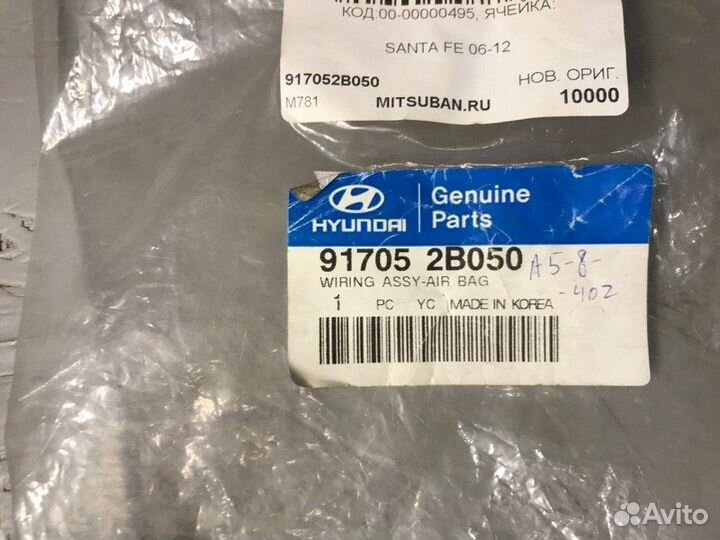 КОД:00-00000495, ЯЧЕЙКА:
SANTA FE 06-12
917052B050 НОВ. ОРИГ.
M781 MITSUBAN.RU 10000
HYUNDAI Genuine Parts
91705 2B050
WIRING ASSY-AIR BAG
1 PC YC MADE IN KOREA
A5-8-
-402
Avito